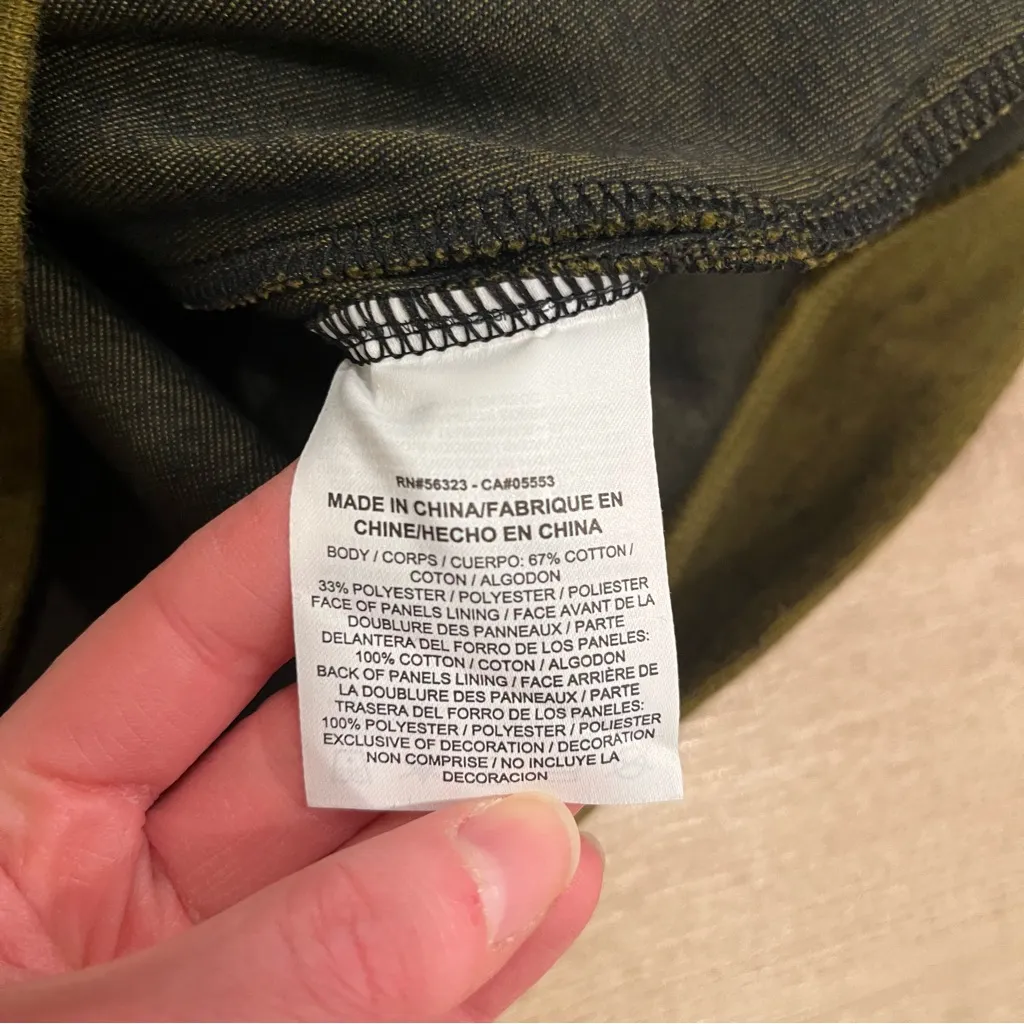 RN#56323 - CA#05553
MADE IN CHINA/FABRIQUE EN
CHINE/HECHO EN CHINA
BODY / CORPS / CUERPO: 67% COTTON /
COTON / ALGODON
33% POLYESTER / POLYESTER / POLIESTER
FACE OF PANELS LINING / FACE AVANT DE LA
DOUBLURE DES PANNEAUX / PARTE
DELANTERA DEL FORRO DE LOS PANELES:
100% COTTON / COTON / ALGODON
BACK OF PANELS LINING / FACE ARRIÈRE DE
LA DOUBLURE DES PANNEAUX / PARTE
TRASERA DEL FORRO DE LOS PANELES:
100% POLYESTER / POLYESTER / POLIESTER
EXCLUSIVE OF DECORATION / DECORATION
NON COMPRISE / NO INCLUYE LA
DECORACION